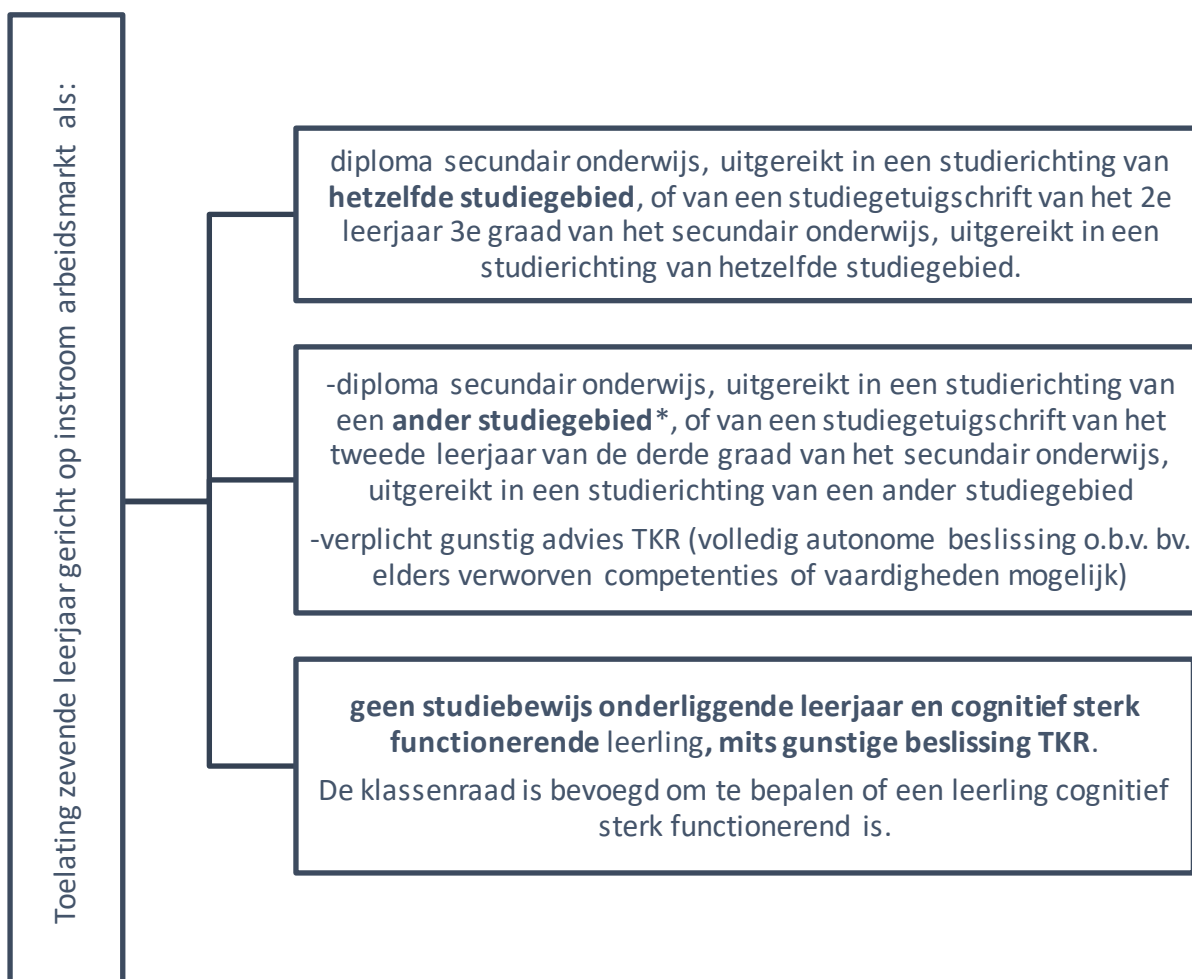 Toelating zevende leerjaar gericht op instroom arbeidsmarkt als:
diploma secundair onderwijs, uitgereikt in een studierichting van
hetzelfde studiegebied, of van een studiegetuigschrift van het 2e
leerjaar 3e graad van het secundair onderwijs, uitgereikt in een
studierichting van hetzelfde studiegebied.
-diploma secundair onderwijs, uitgereikt in een studierichting van
een ander studiegebied*, of van een studiegetuigschrift van het
tweede leerjaar van de derde graad van het secundair onderwijs,
uitgereikt in een studierichting van een ander studiegebied
-verplicht gunstig advies TKR (volledig autonome beslissing o.b.v. bv.
elders verworven competenties of vaardigheden mogelijk)
geen studiebewijs onderliggende leerjaar en cognitief sterk
functionerende leerling, mits gunstige beslissing TKR.
De klassenraad is bevoegd om te bepalen of een leerling cognitief
sterk functionerend is.